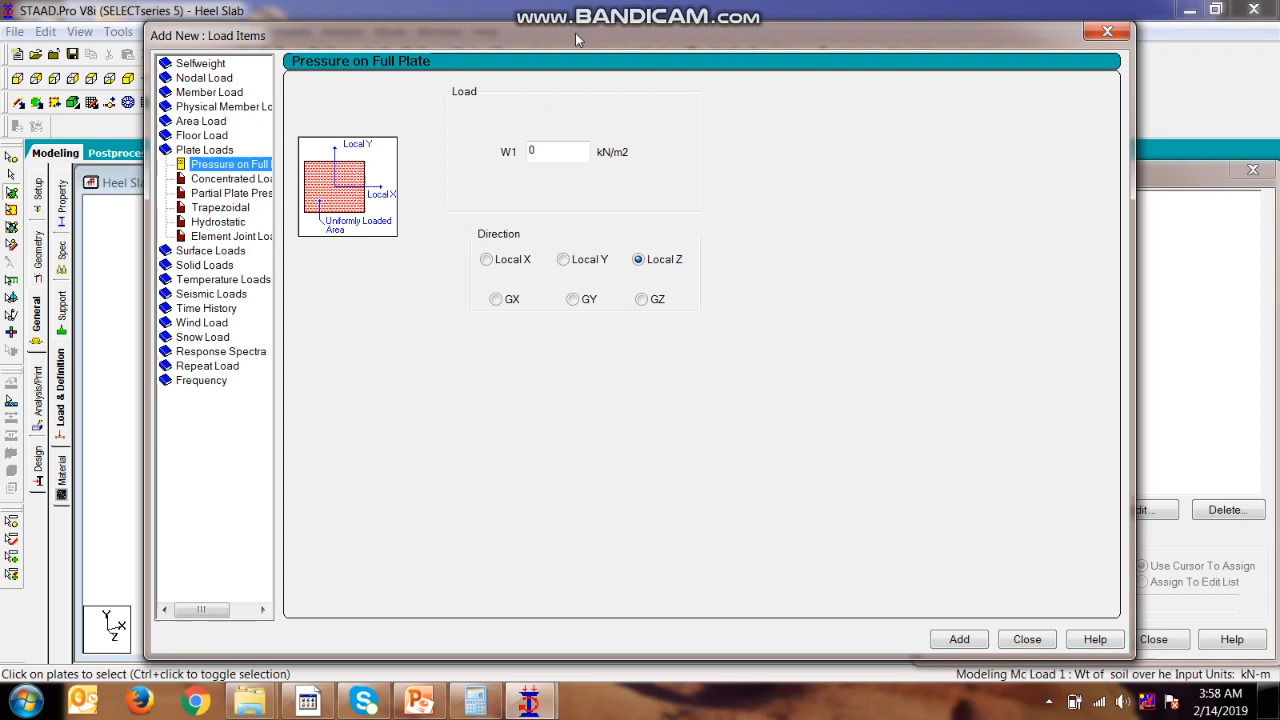 STAAD.Pro V8i (SELECTseries 5) - Heel Slab
www.BANDICAM.com
File Edit View Tools
Add New : Load Items
Selfweight
Nodal Load
Member Load
Physical Member Lo
Area Load
Floor Load
Plate Loads
Pressure on Full
Concentrated Loa
Partial Plate Pres
Trapezoidal
Hydrostatic
Element Joint Loa
Surface Loads
Solid Loads
Temperature Loads
Seismic Loads
Time History
Wind Load
Snow Load
Response Spectra
Repeat Load
Frequency
Pressure on Full Plate
Load
W1 0 kN/m2
Local Y
Local X
Uniformly Loaded
Area
Direction
Local X Local Y Local Z
GX GY GZ
Add Close Help
Modeling Postproces
Heel Sla
Setup
Geometry
General
Analysis/Print
Design
Property
Spec
Support
Load & Definition
Material
Y
X
Z
dit... Delete...
Use Cursor To Assign
Assign To Edit List
Close Help
Click on plates to select (Ctrl+click to toggle selection)
Modeling Mc Load 1 : Wt of soil over he Input Units: kN-m
3:58 AM
2/14/2019